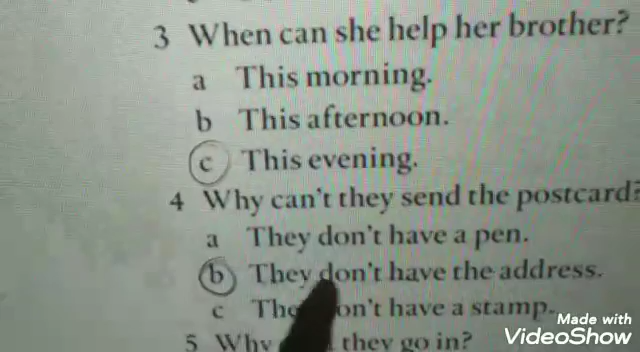 3 When can she help her brother?
a This morning.
b This afternoon.
c This evening.
4 Why can't they send the postcard?
a They don't have a pen.
b They don't have the address.
c don't have a stamp.
5 Why they go in?
Made with
VideoShow